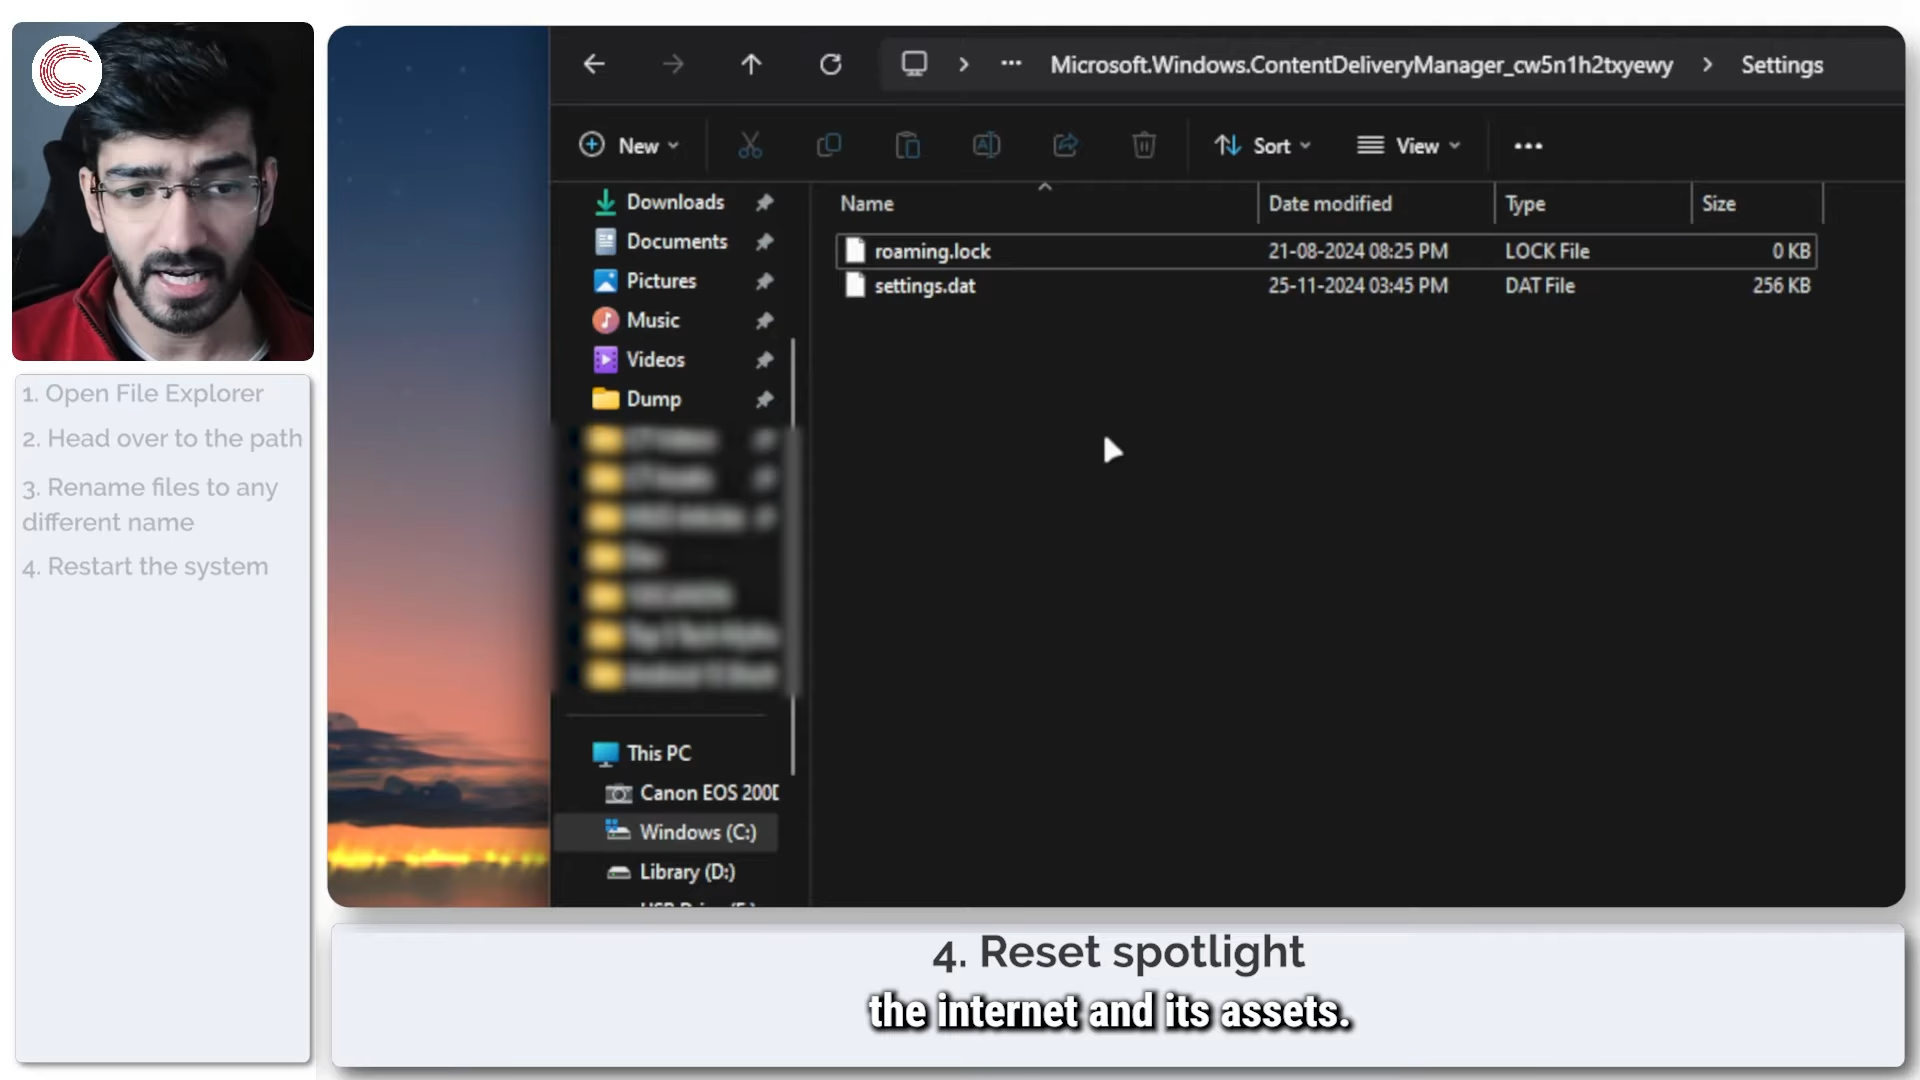 1. Open File Explorer
2. Head over to the path
3. Rename files to any
different name
4. Restart the system
Microsoft.Windows.ContentDeliveryManager_cw5n1h2txyewy > Settings
New
Sort
View
Name Date modified Type Size
roaming.lock 21-08-2024 08:25 PM LOCK File 0 KB
settings.dat 25-11-2024 03:45 PM DAT File 256 KB
Downloads
Documents
Pictures
Music
Videos
Dump
This PC
Canon EOS 200D
Windows (C:)
Library (D:)
4. Reset spotlight
the internet and its assets.